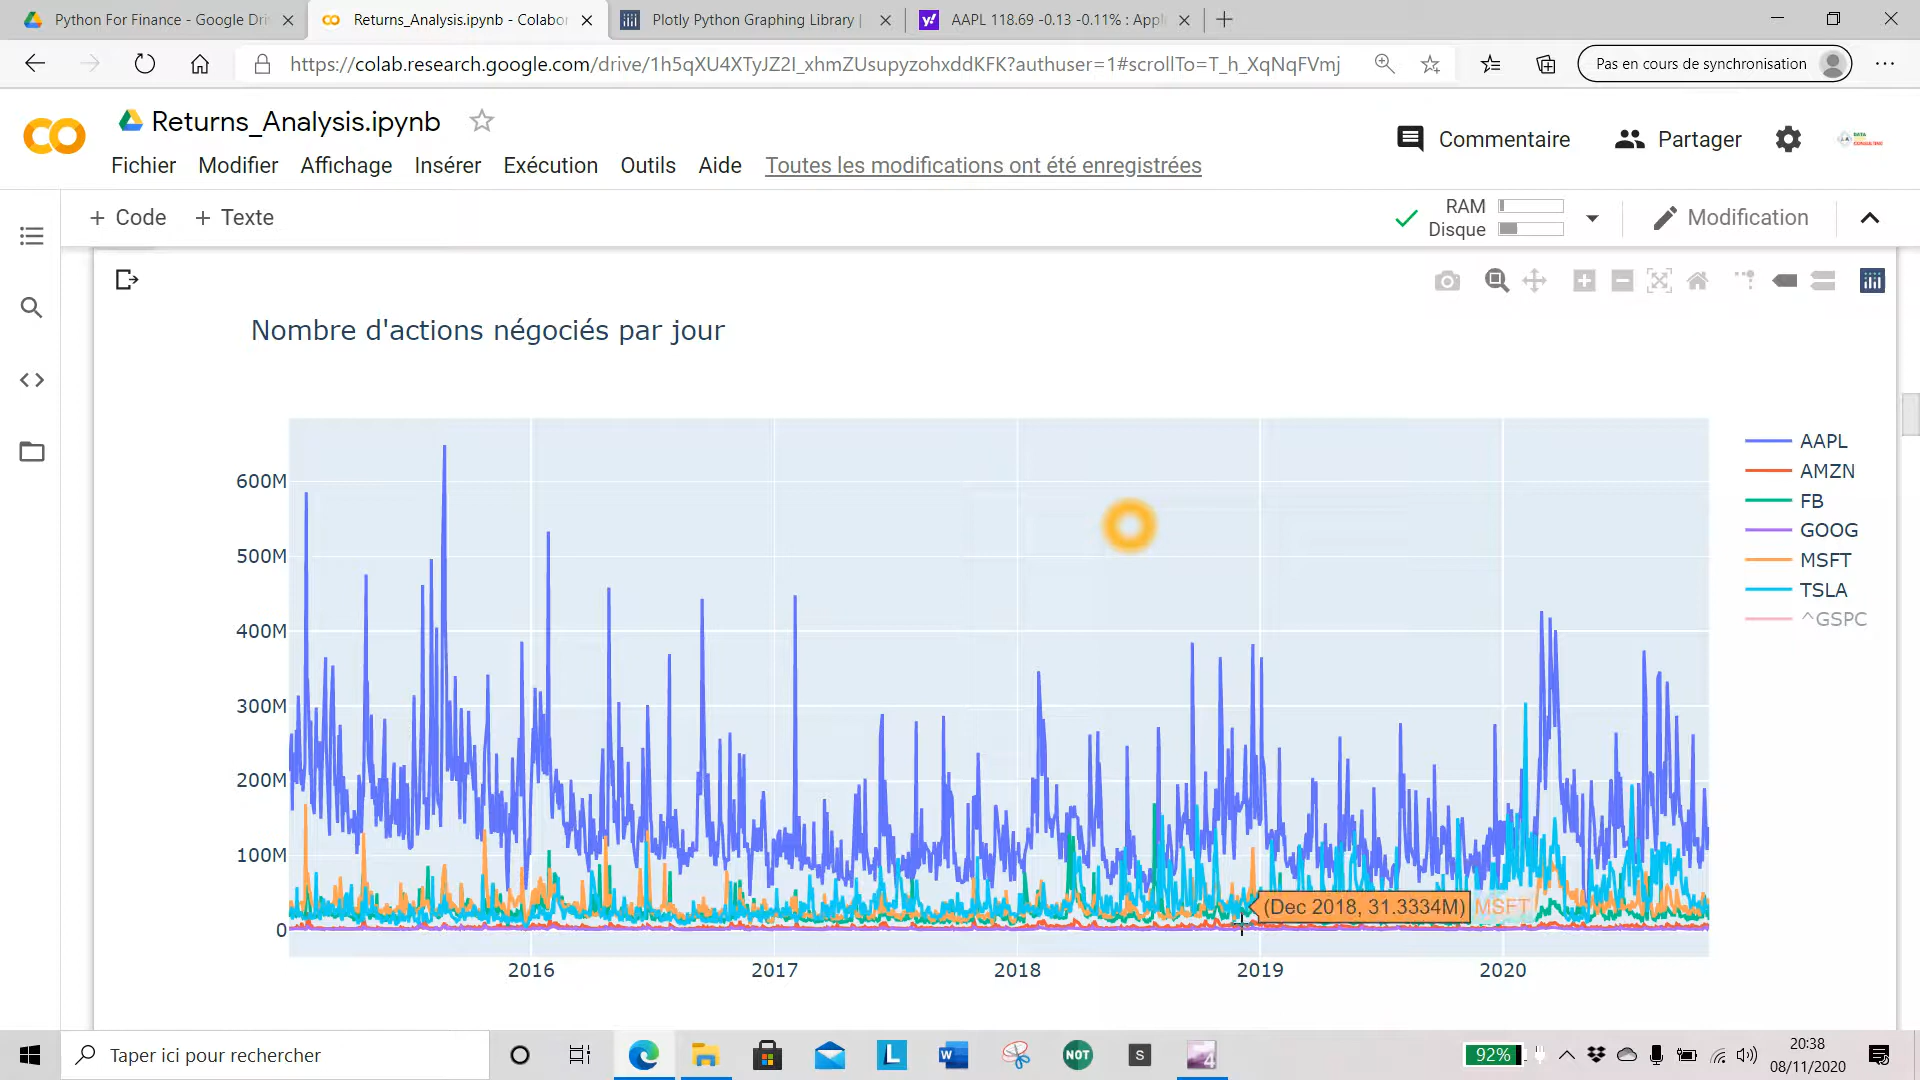 Python For Finance - Google Dri
Returns_Analysis.ipynb - Colabor
Plotly Python Graphing Library |
AAPL 118.69 -0.13 -0.11% : Appl
https://colab.research.google.com/drive/1h5qXU4XTyJZ2I_xhmZUsupyzohxddKFK?authuser=1#scrollTo=T_h_XqNqFVmj
Pas en cours de synchronisation
Returns_Analysis.ipynb
Commentaire
Partager
Fichier Modifier Affichage Insérer Exécution Outils Aide Toutes les modifications ont été enregistrées
+ Code + Texte
RAM
Disque
Modification
Nombre d'actions négociés par jour
600M
500M
400M
300M
200M
100M
0
2016 2017 2018 2019 2020
(Dec 2018, 31.3334M) MSFT
AAPL
AMZN
FB
GOOG
MSFT
TSLA
^GSPC
Taper ici pour rechercher
L
W
NOT
S
4
92%
20:38
08/11/2020